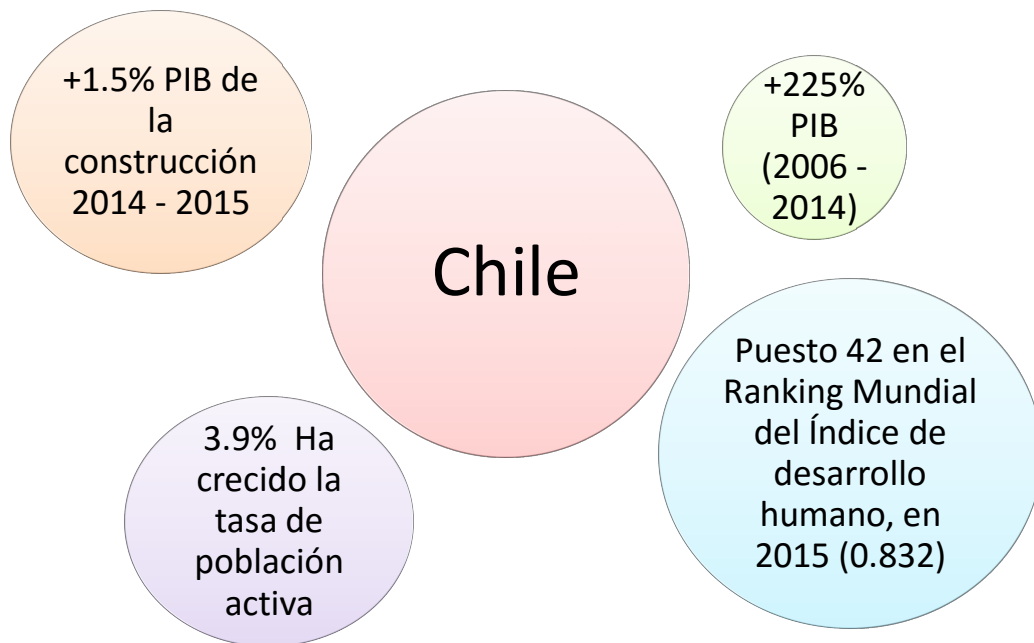 +1.5% PIB de
la
construcción
2014 - 2015
+225%
PIB
(2006 -
2014)
Chile
Puesto 42 en el
Ranking Mundial
del Índice de
desarrollo
humano, en
2015 (0.832)
3.9% Ha
crecido la
tasa de
población
activa